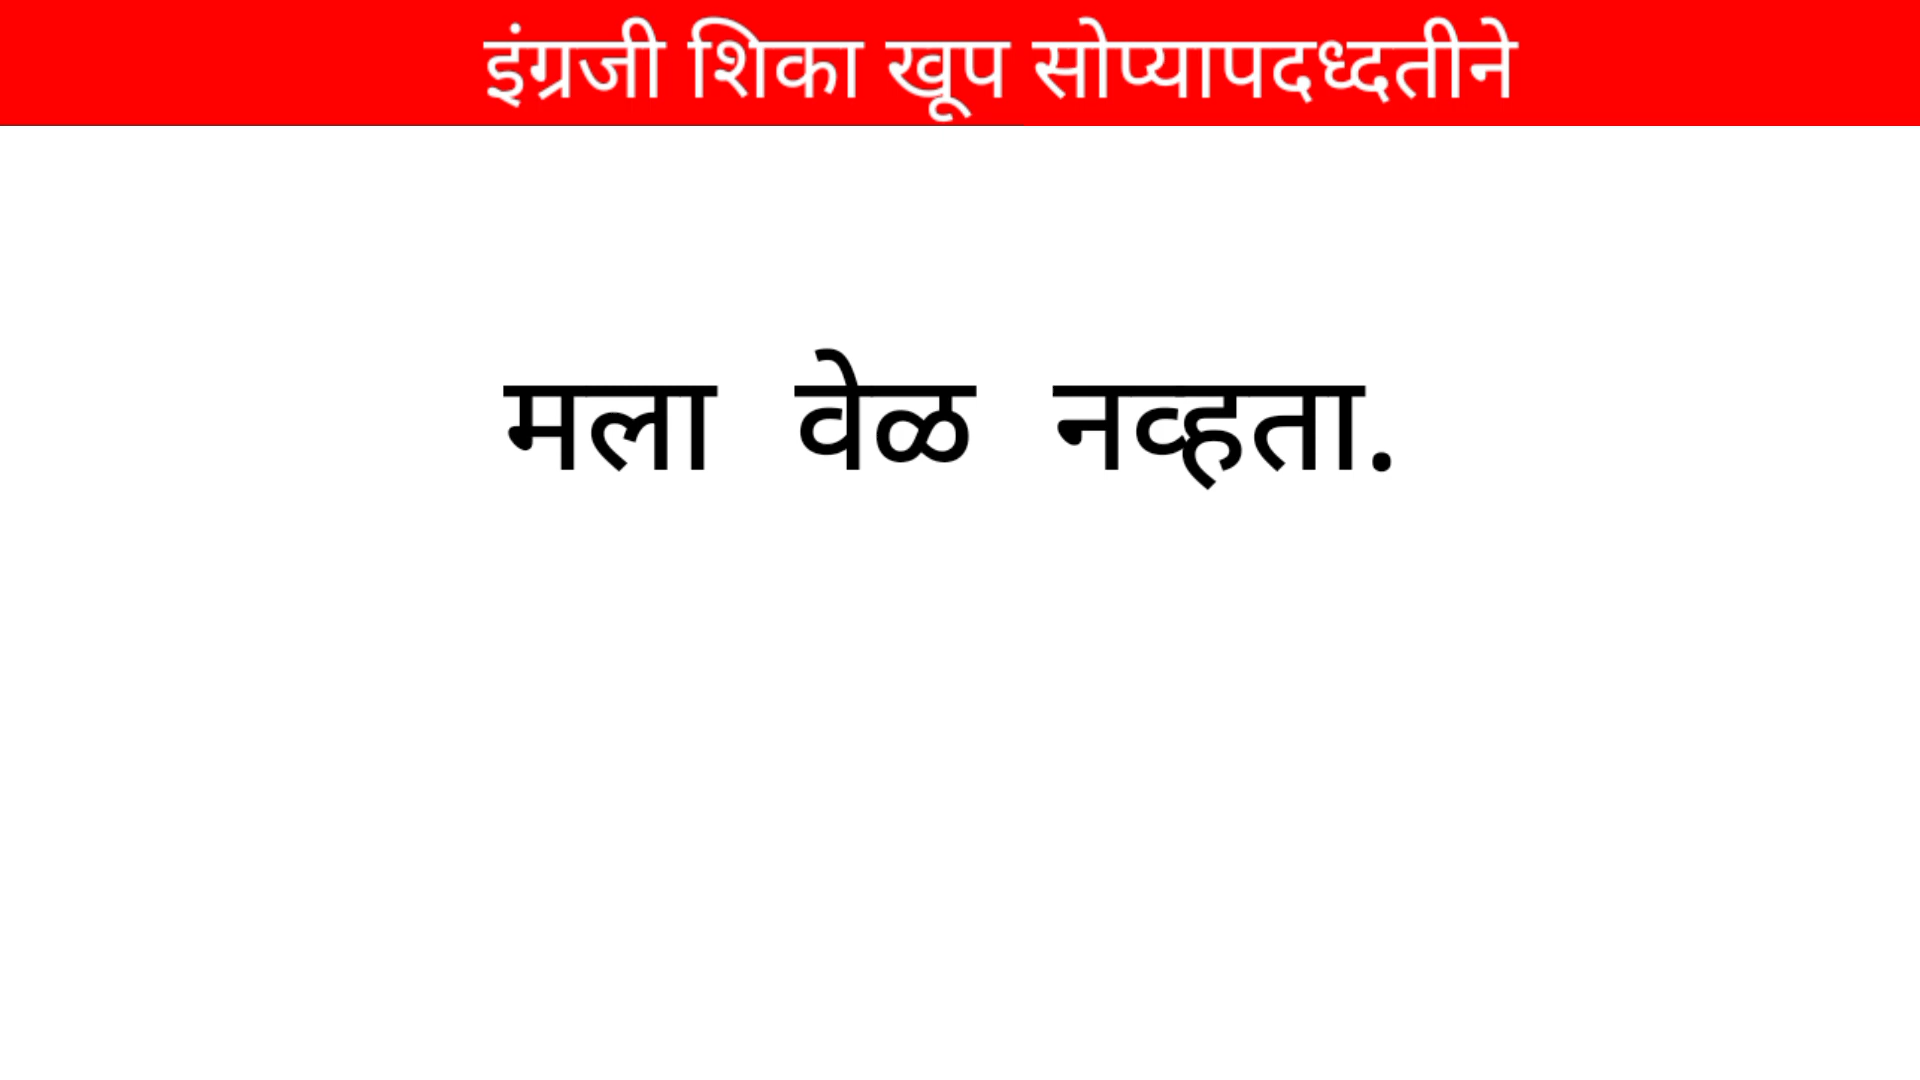 इंग्रजी शिका खूप सोप्यापदध्दतीने
मला वेळ नव्हता.